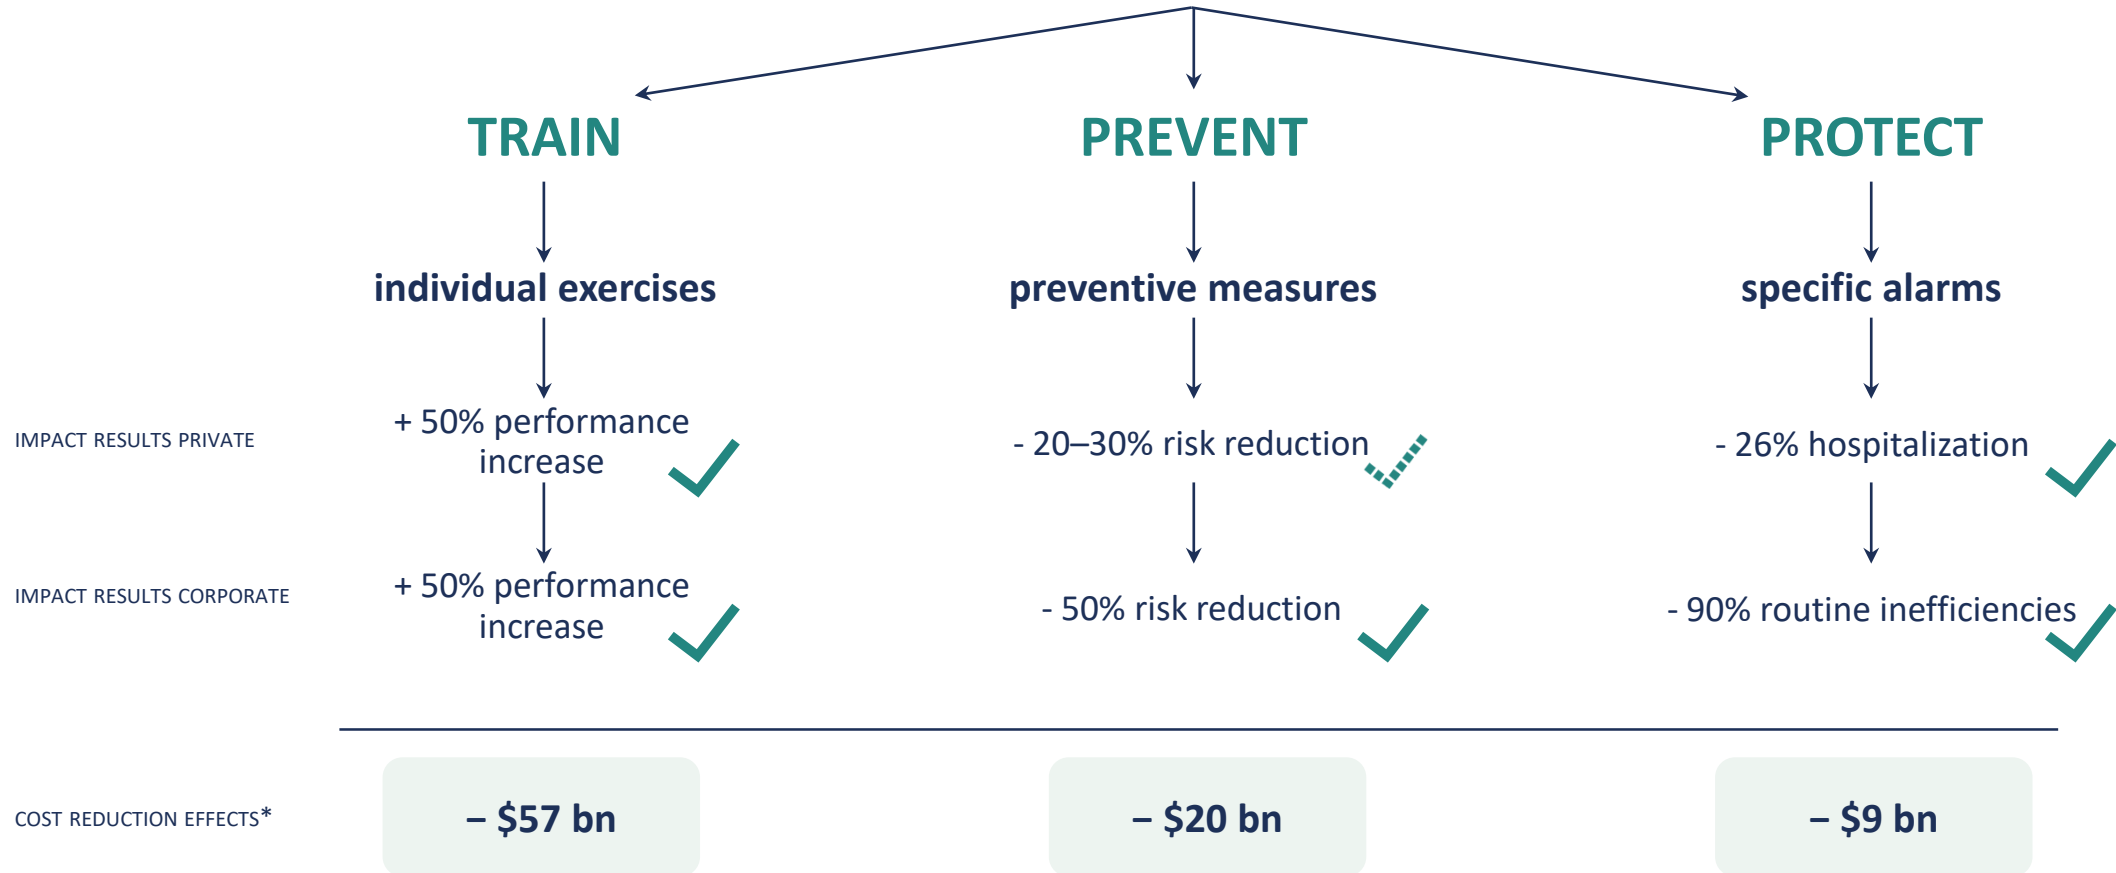 TRAIN
PREVENT
PROTECT
individual exercises
preventive measures
specific alarms
IMPACT RESULTS PRIVATE
+ 50% performance
increase
- 20–30% risk reduction
- 26% hospitalization
IMPACT RESULTS CORPORATE
+ 50% performance
increase
- 50% risk reduction
- 90% routine inefficiencies
COST REDUCTION EFFECTS*
– $57 bn
– $20 bn
– $9 bn